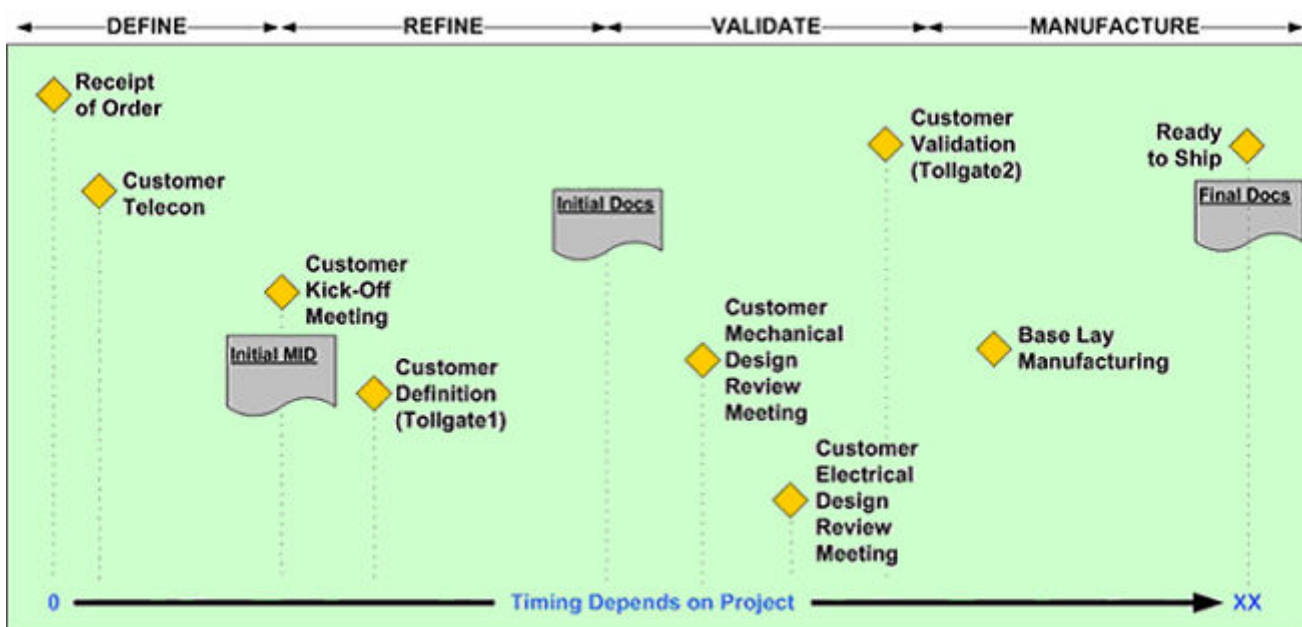 DEFINE REFINE VALIDATE MANUFACTURE
Receipt
of Order
Customer
Telecon
Customer
Kick-Off
Meeting
Initial MID
Customer
Definition
(Tollgate1)
Initial Docs
Customer
Mechanical
Design
Review
Meeting
Customer
Electrical
Design
Review
Meeting
Customer
Validation
(Tollgate2)
Base Lay
Manufacturing
Ready
to Ship
Final Docs
0 Timing Depends on Project XX